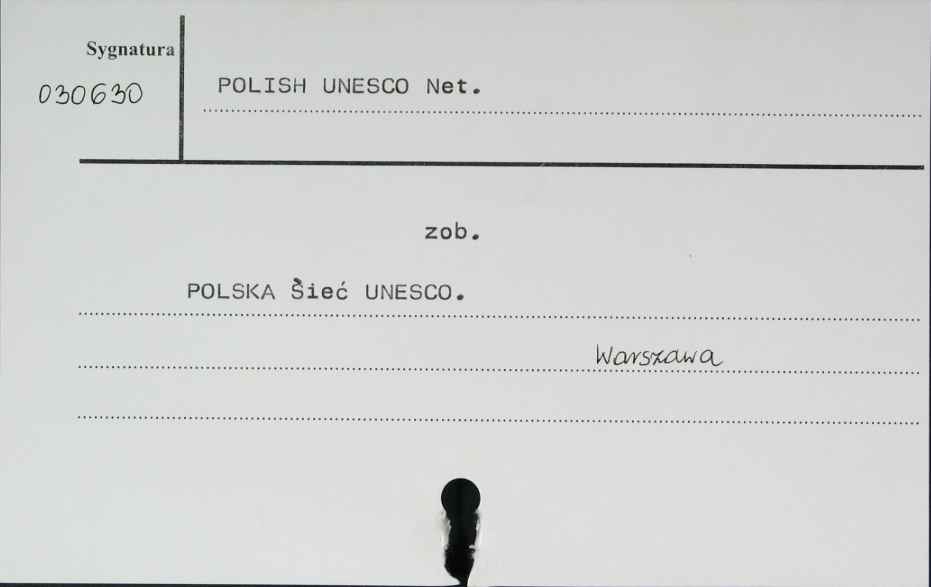 Sygnatura
030630
POLISH UNESCO Net.
zob.
POLSKA Sieć UNESCO.
Warszawa